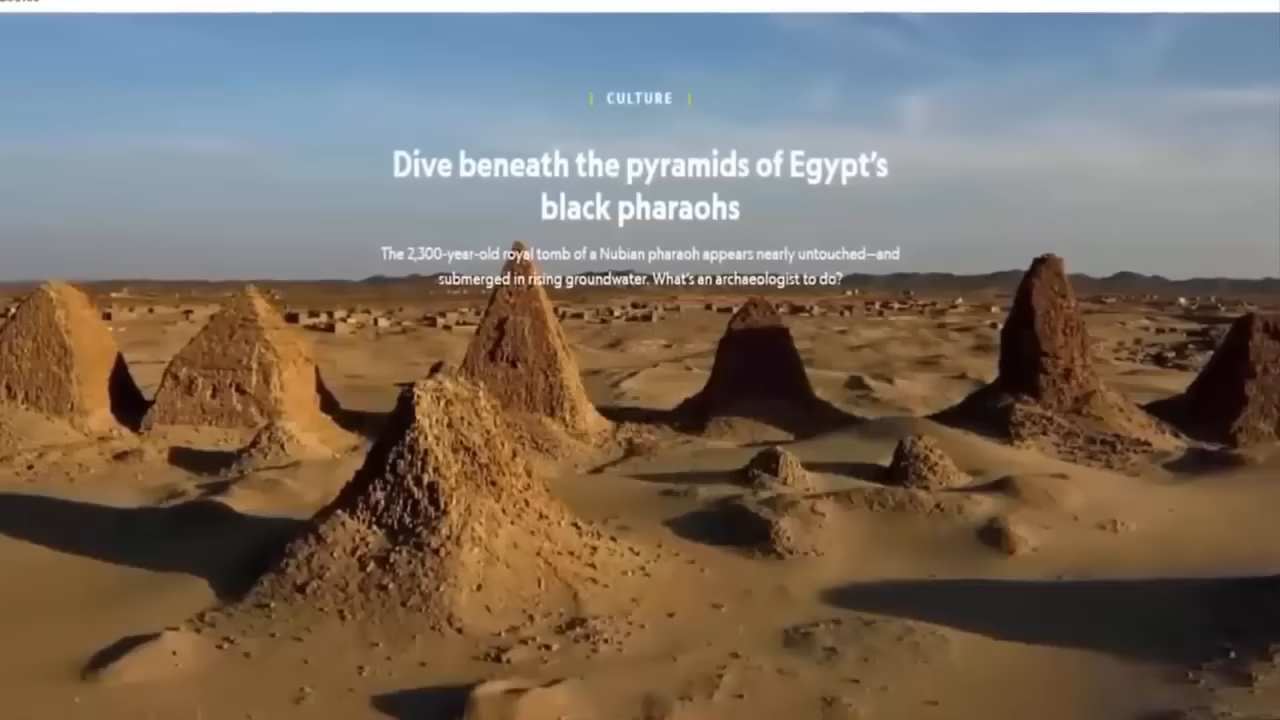 CULTURE
Dive beneath the pyramids of Egypt's
black pharaohs
The 2,300-year-old royal tomb of a Nubian pharaoh appears nearly untouched—and
submerged in rising groundwater. What's an archaeologist to do?